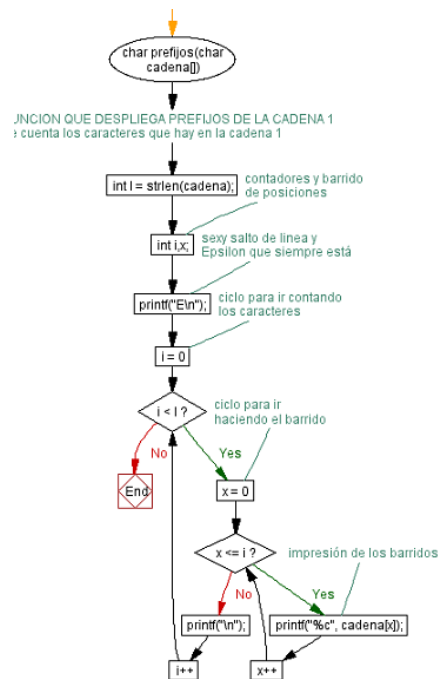 char prefijos(char
cadena[])
UNCION QUE DESPLIEGA PREFIJOS DE LA CADENA 1
e cuenta los caracteres que hay en la cadena 1
int l = strlen(cadena);
contadores y barrido
de posiciones
int i,x;
sexy salto de linea y
Epsilon que siempre está
printf("E\n");
ciclo para ir contando
los caracteres
i = 0
i < l ?
ciclo para ir
haciendo el barrido
No
Yes
End
x = 0
x <= i ?
impresión de los barridos
No
Yes
printf("\n");
printf("%c", cadena[x]);
i++
x++